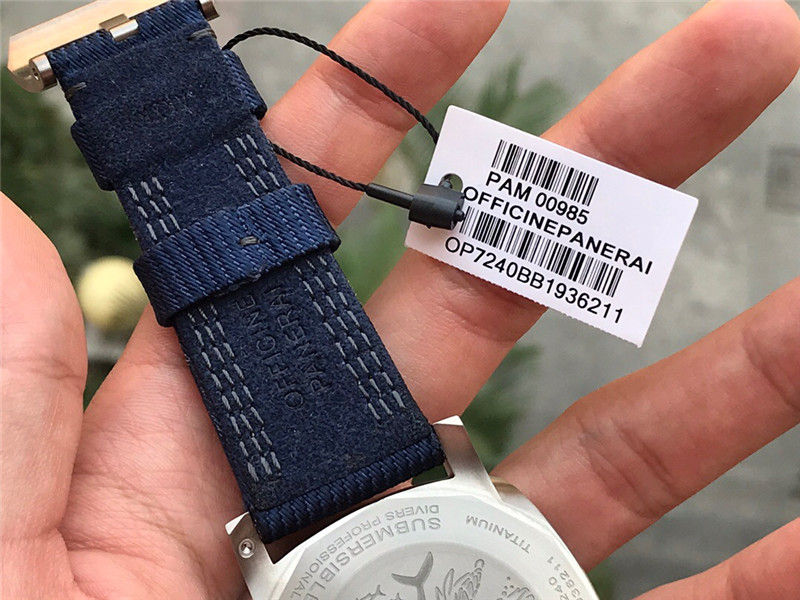 PAM 00985
OFFICINEPANERAI
OP7240BB1936211
OFFICINE
PANERAI
SUBMERSIBLE
DIVERS PROFESSIONAL
TITANIUM